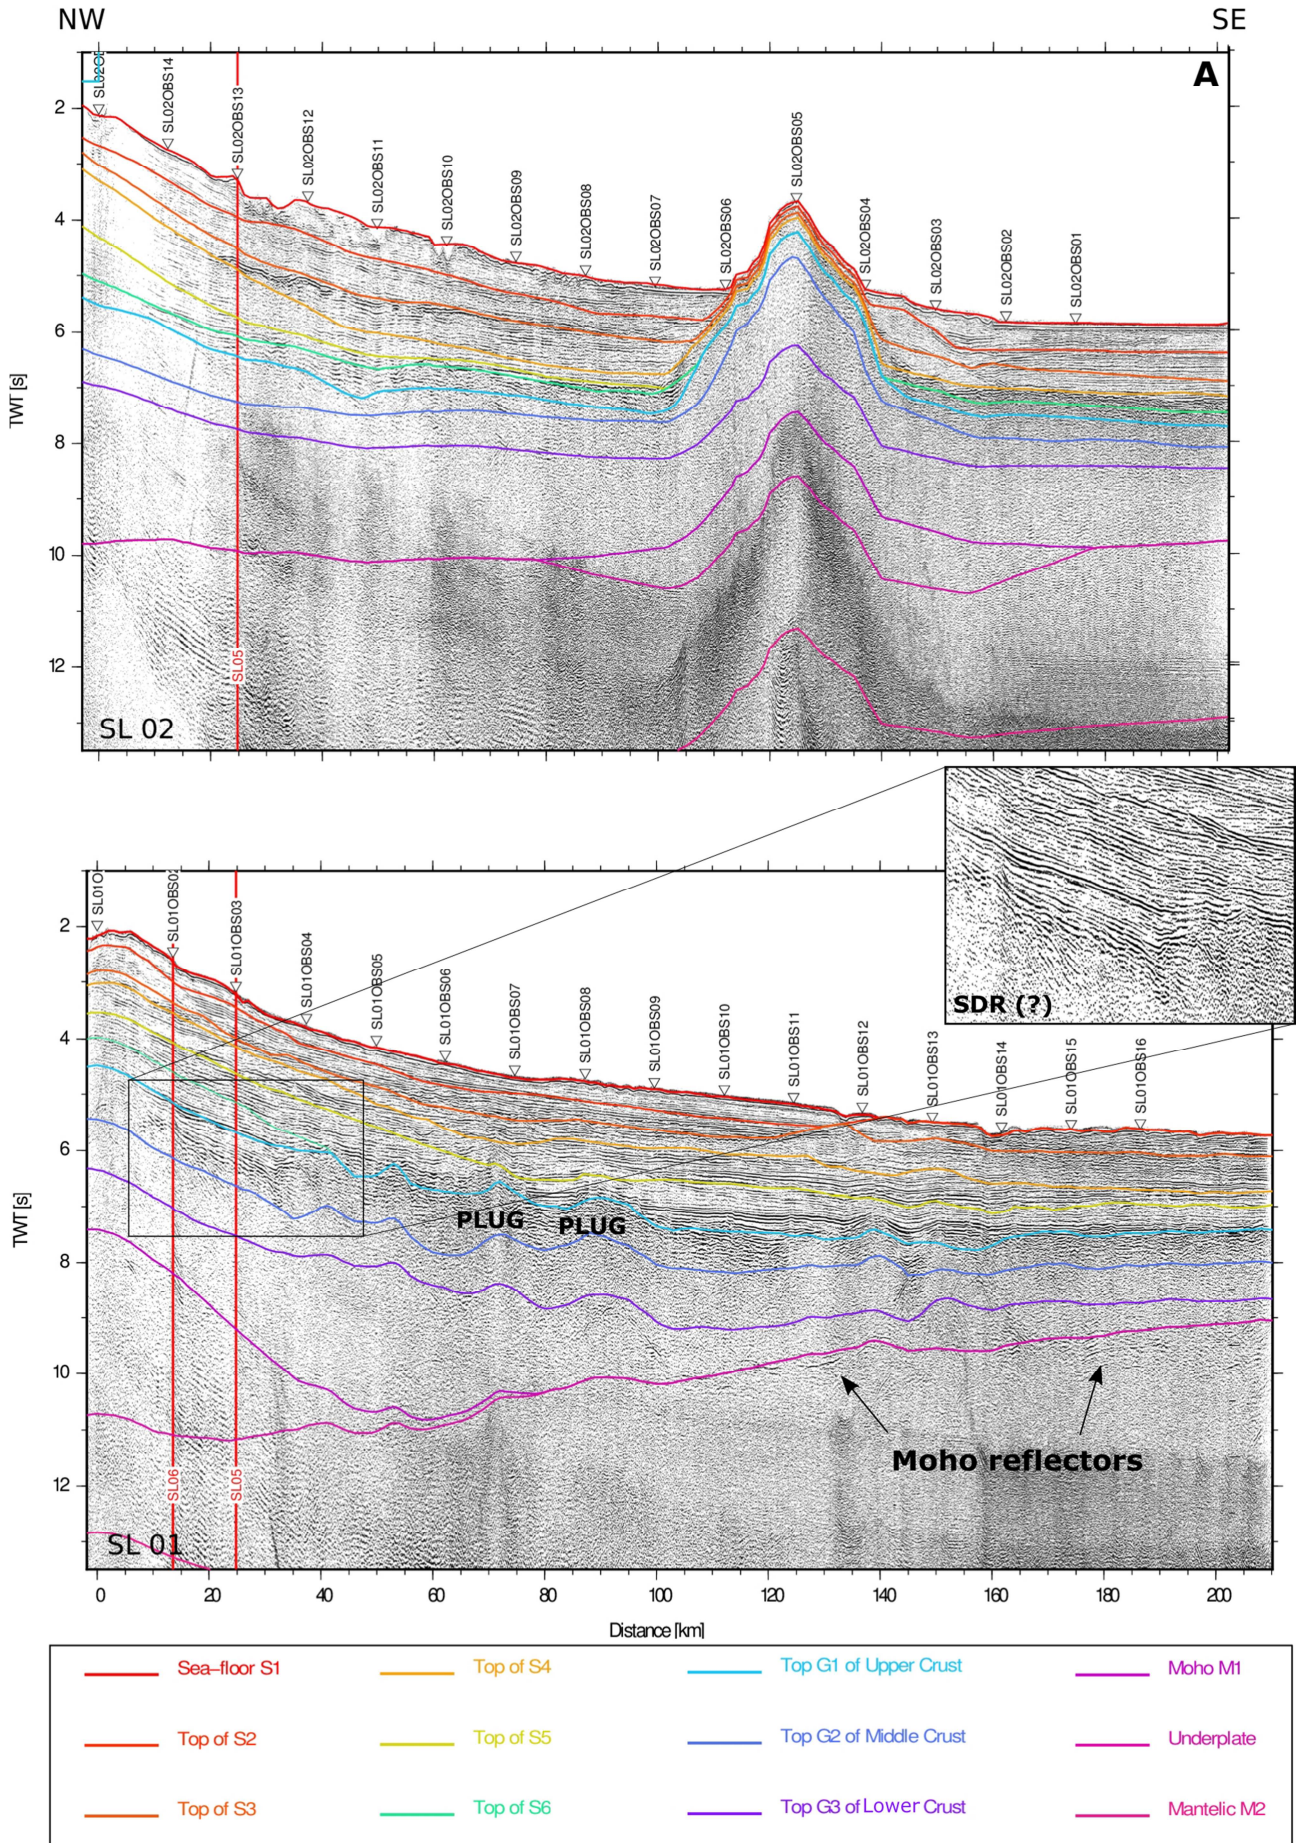 NW
SE
A
SL02O
SL02OBS14
SL02OBS13
SL02OBS12
SL02OBS11
SL02OBS10
SL02OBS09
SL02OBS08
SL02OBS07
SL02OBS06
SL02OBS05
SL02OBS04
SL02OBS03
SL02OBS02
SL02OBS01
2
4
6
8
10
12
TWT [s]
SL05
SL 02
SDR (?)
SL01O
SL01OBS02
SL01OBS03
SL01OBS04
SL01OBS05
SL01OBS06
SL01OBS07
SL01OBS08
SL01OBS09
SL01OBS10
SL01OBS11
SL01OBS12
SL01OBS13
SL01OBS14
SL01OBS15
SL01OBS16
2
4
6
8
10
12
TWT [s]
PLUG
PLUG
Moho reflectors
SL06
SL05
SL 01
0 20 40 60 80 100 120 140 160 180 200
Distance [km]
Sea-floor S1
Top of S4
Top G1 of Upper Crust
Moho M1
Top of S2
Top of S5
Top G2 of Middle Crust
Underplate
Top of S3
Top of S6
Top G3 of Lower Crust
Mantelic M2